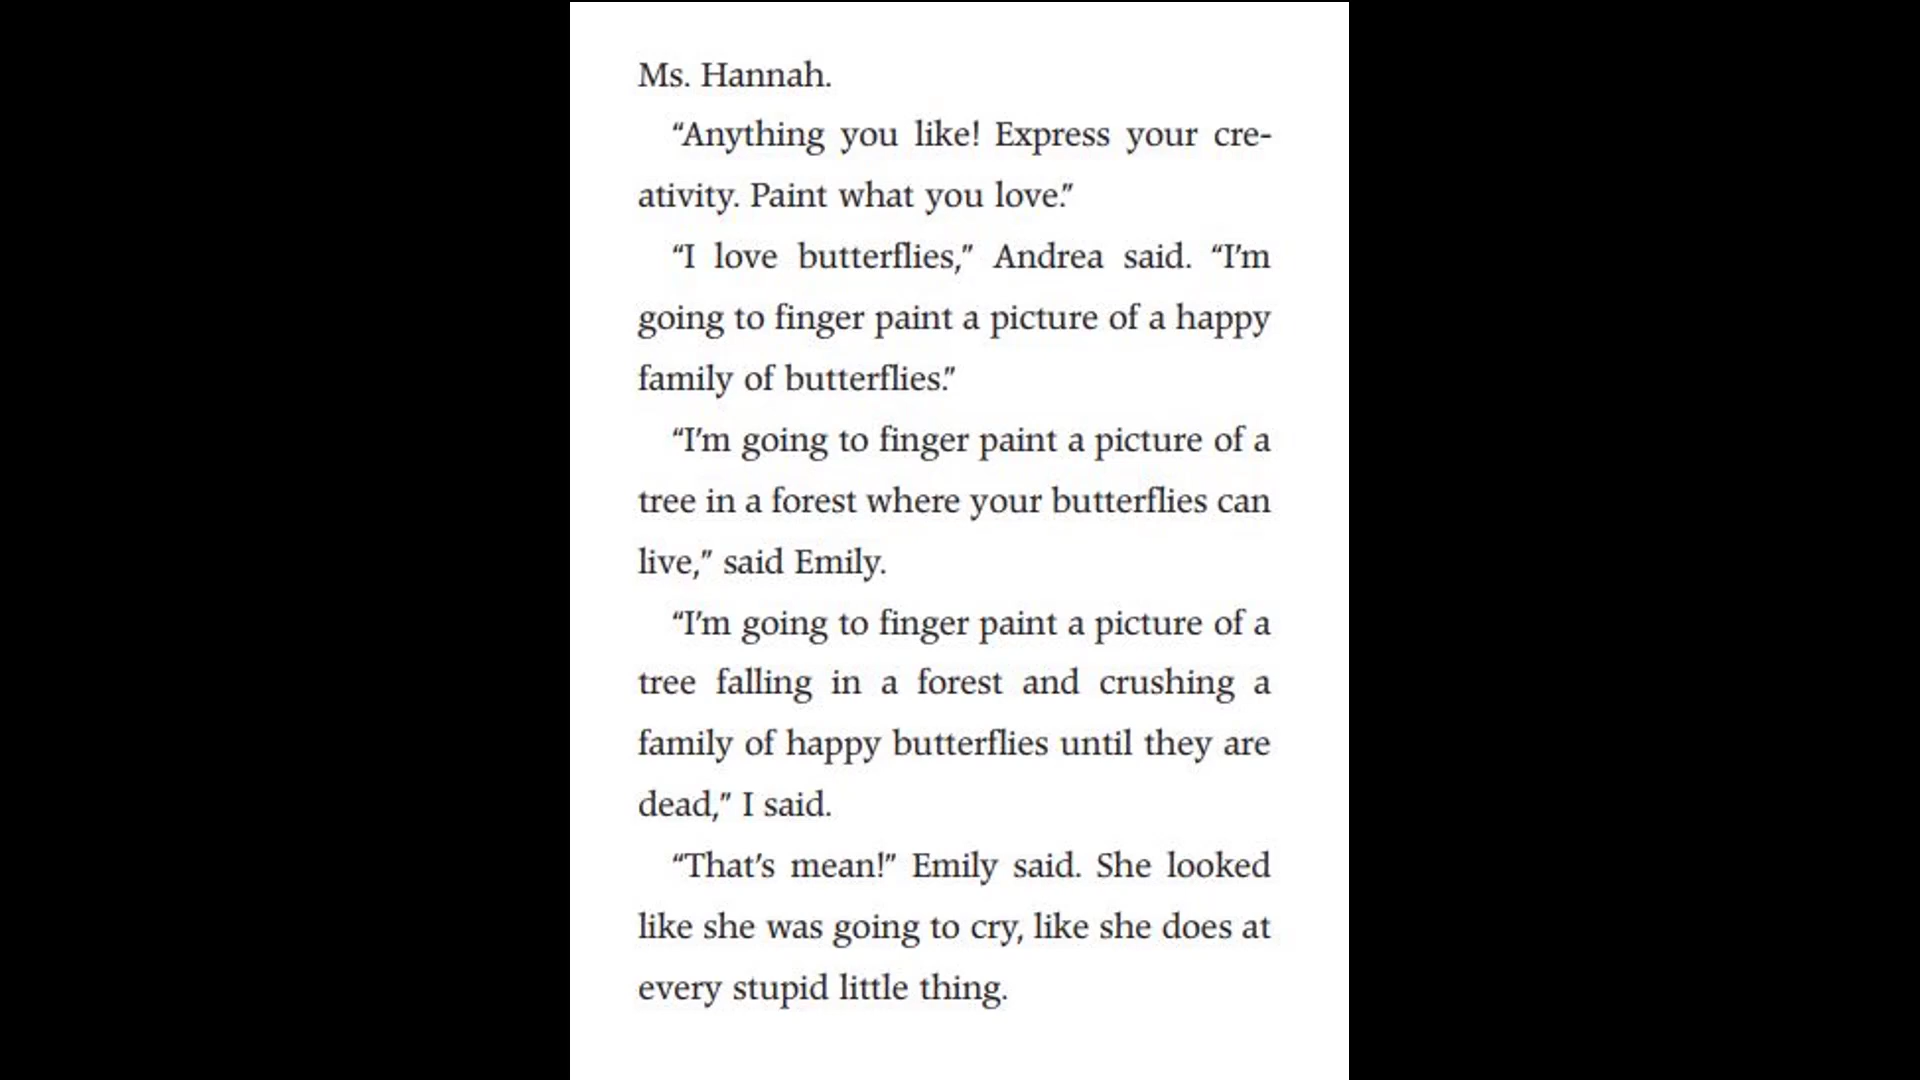 Ms. Hannah.
“Anything you like! Express your cre-
ativity. Paint what you love.”
“I love butterflies,” Andrea said. “I’m
going to finger paint a picture of a happy
family of butterflies.”
“I’m going to finger paint a picture of a
tree in a forest where your butterflies can
live,” said Emily.
“I’m going to finger paint a picture of a
tree falling in a forest and crushing a
family of happy butterflies until they are
dead,” I said.
“That’s mean!” Emily said. She looked
like she was going to cry, like she does at
every stupid little thing.